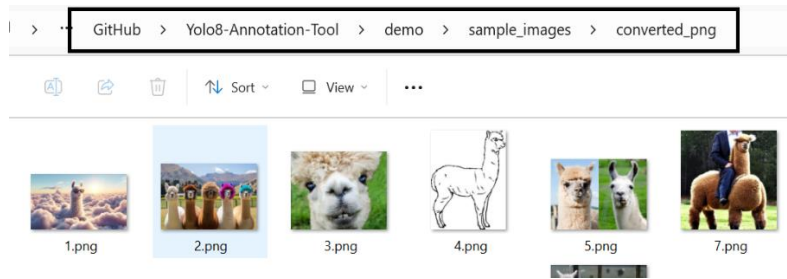 > ··· GitHub > Yolo8-Annotation-Tool > demo > sample_images > converted_png
Sort View ···
1.png 2.png 3.png 4.png 5.png 7.png